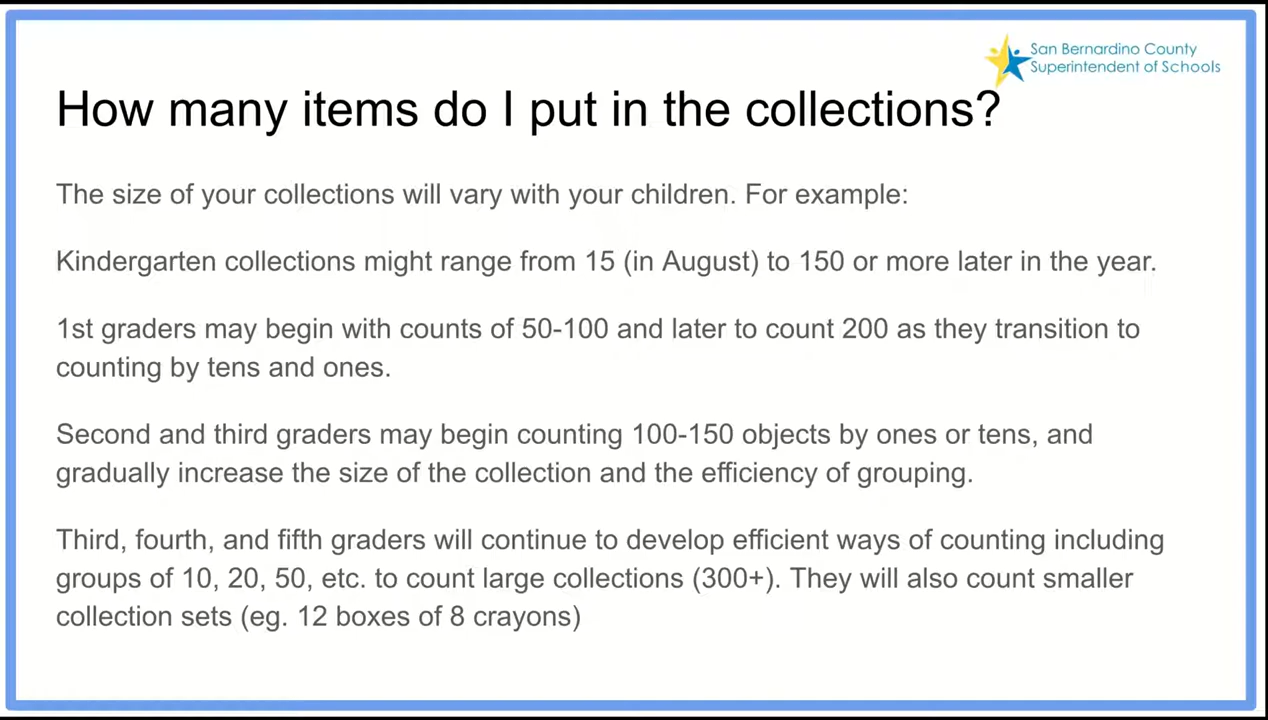 San Bernardino County
Superintendent of Schools
How many items do I put in the collections?
The size of your collections will vary with your children. For example:
Kindergarten collections might range from 15 (in August) to 150 or more later in the year.
1st graders may begin with counts of 50-100 and later to count 200 as they transition to
counting by tens and ones.
Second and third graders may begin counting 100-150 objects by ones or tens, and
gradually increase the size of the collection and the efficiency of grouping.
Third, fourth, and fifth graders will continue to develop efficient ways of counting including
groups of 10, 20, 50, etc. to count large collections (300+). They will also count smaller
collection sets (eg. 12 boxes of 8 crayons)